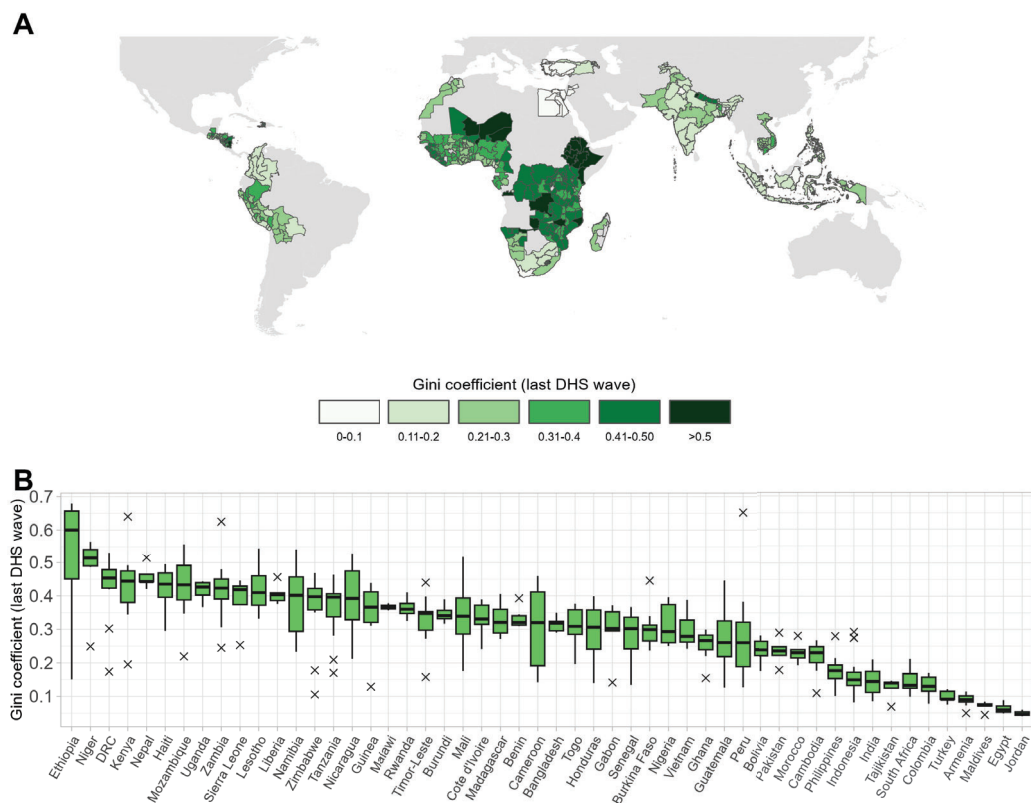 A
Gini coefficient (last DHS wave)
0-0.1 0.11-0.2 0.21-0.3 0.31-0.4 0.41-0.50 >0.5
B
Gini coefficient (last DHS wave)
0.7
0.6
0.5
0.4
0.3
0.2
0.1
Ethiopia
Niger
DRC
Kenya
Nepal
Haiti
Mozambique
Uganda
Zambia
Sierra Leone
Lesotho
Liberia
Namibia
Zimbabwe
Tanzania
Nicaragua
Guinea
Malawi
Rwanda
Timor-Leste
Burundi
Mali
Cote d'Ivoire
Madagascar
Benin
Cameroon
Bangladesh
Togo
Honduras
Gabon
Senegal
Burkina Faso
Nigeria
Vietnam
Ghana
Guatemala
Peru
Bolivia
Pakistan
Morocco
Cambodia
Philippines
Indonesia
India
Tajikistan
South Africa
Colombia
Turkey
Armenia
Maldives
Egypt
Jordan